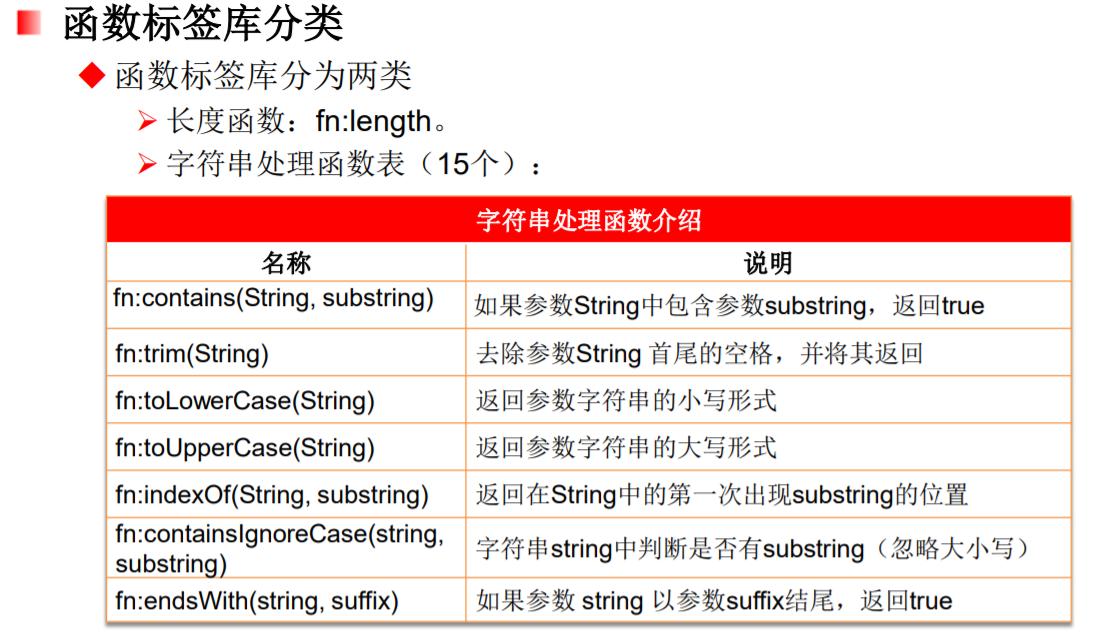 函数标签库分类
函数标签库分为两类
长度函数：fn:length。
字符串处理函数表（15个）：
字符串处理函数介绍
名称 说明
fn:contains(String, substring) 如果参数String中包含参数substring，返回true
fn:trim(String) 去除参数String 首尾的空格，并将其返回
fn:toLowerCase(String) 返回参数字符串的小写形式
fn:toUpperCase(String) 返回参数字符串的大写形式
fn:indexOf(String, substring) 返回在String中的第一次出现substring的位置
fn:containsIgnoreCase(string,
substring) 字符串string中判断是否有substring（忽略大小写）
fn:endsWith(string, suffix) 如果参数 string 以参数suffix结尾，返回true